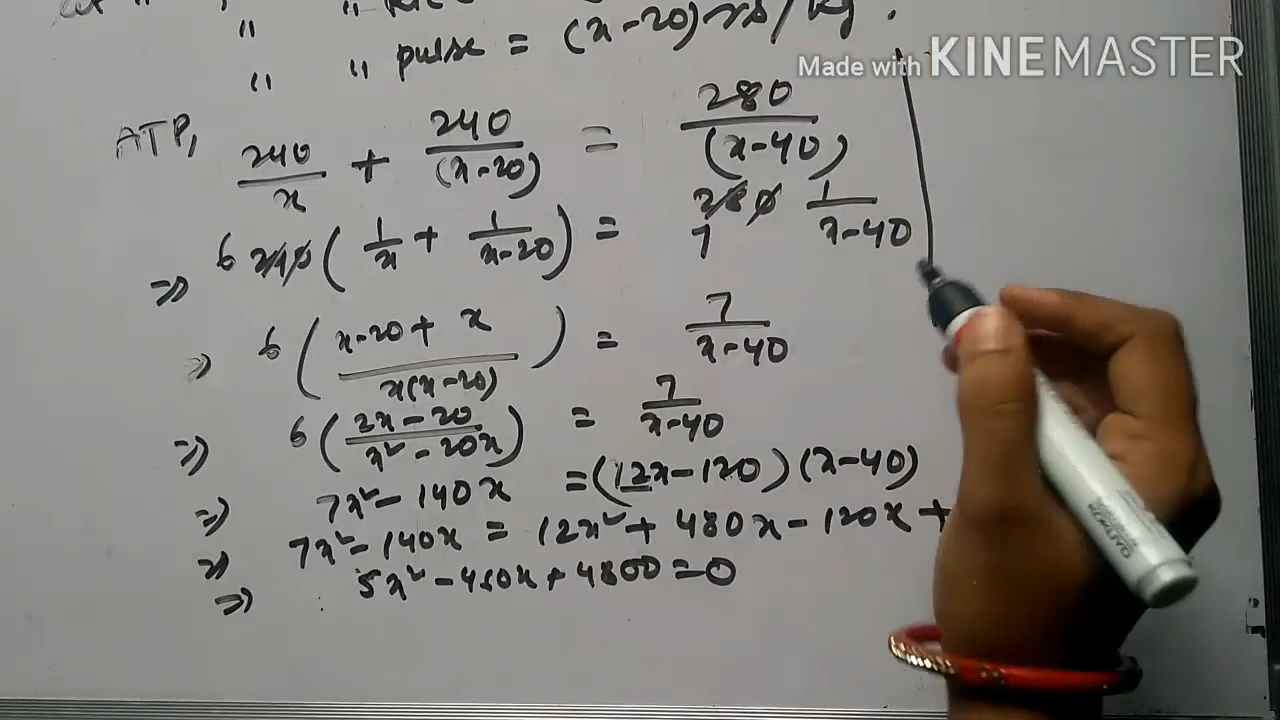 " " pulse = (x-20) rs/kg.
Made with KINEMASTER
ATP, 240/x + 240/(x-20) = 280/(x-40)
=> 6 240 (1/x + 1/(x-20)) = 280 7 1/(x-40)
=> 6 ((x-20+x)/(x(x-20))) = 7/(x-40)
=> 6 ((2x-20)/(x²-20x)) = 7/(x-40)
=> 7x²-140x = (12x-120)(x-40)
=> 7x²-140x = 12x²+480x-120x+
=> 5x²-460x+4800=0